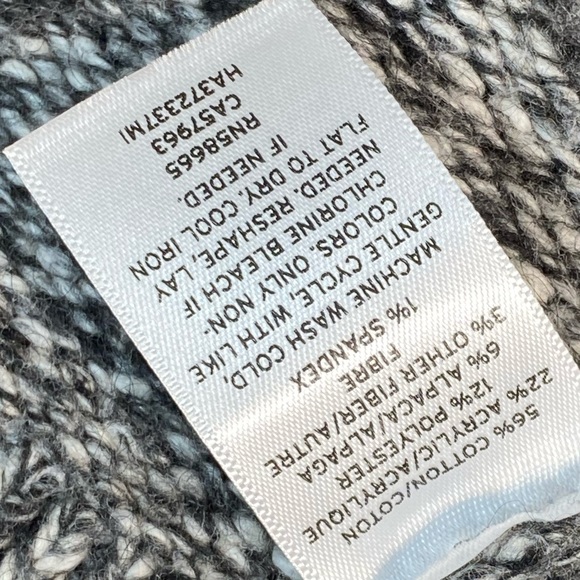 56% COTTON/COTON
22% ACRYLIC/ACRYLIQUE
12% POLYESTER
6% ALPACA/ALPAGA
3% OTHER FIBER/AUTRE
FIBRE
1% SPANDEX
MACHINE WASH COLD,
GENTLE CYCLE, WITH LIKE
COLORS. ONLY NON-
CHLORINE BLEACH IF
NEEDED. RESHAPE, LAY
FLAT TO DRY. COOL IRON
IF NEEDED.
RN58665
CA57963
HA372337MI